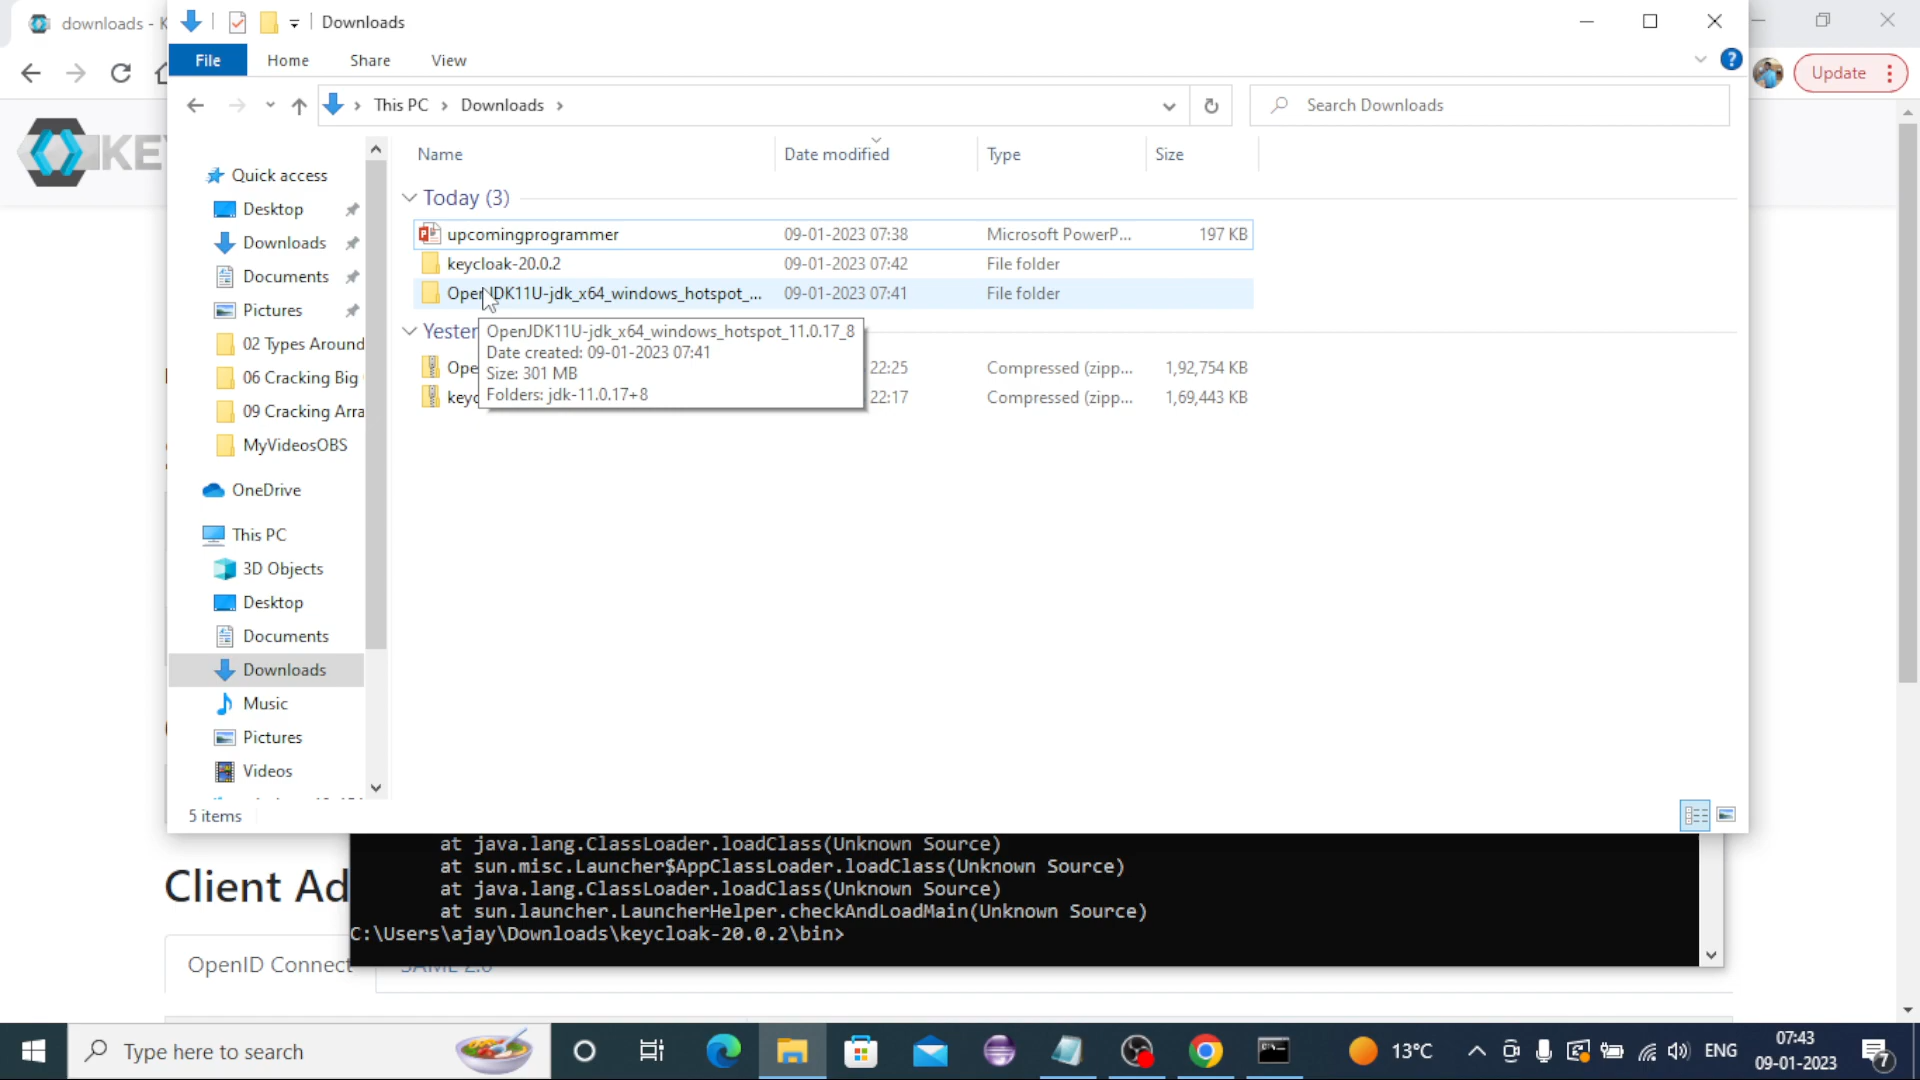 downloads - K
Downloads
File
Home
Share
View
Update
This PC
Downloads
Search Downloads
KEY
Name
Date modified
Type
Size
Quick access
Desktop
Downloads
Documents
Pictures
02 Types Around
06 Cracking Big
09 Cracking Arra
MyVideosOBS
OneDrive
This PC
3D Objects
Desktop
Documents
Downloads
Music
Pictures
Videos
Today (3)
upcomingprogrammer 09-01-2023 07:38 Microsoft PowerP... 197 KB
keycloak-20.0.2 09-01-2023 07:42 File folder
OpenJDK11U-jdk_x64_windows_hotspot_... 09-01-2023 07:41 File folder
Yester
Ope 22:25 Compressed (zipp... 1,92,754 KB
keyc 22:17 Compressed (zipp... 1,69,443 KB
OpenJDK11U-jdk_x64_windows_hotspot_11.0.17_8
Date created: 09-01-2023 07:41
Size: 301 MB
Folders: jdk-11.0.17+8
5 items
at java.lang.ClassLoader.loadClass(Unknown Source)
at sun.misc.Launcher$AppClassLoader.loadClass(Unknown Source)
at java.lang.ClassLoader.loadClass(Unknown Source)
at sun.launcher.LauncherHelper.checkAndLoadMain(Unknown Source)
C:\Users\ajay\Downloads\keycloak-20.0.2\bin>
Client Ad
OpenID Connect
SAML 2.0
Type here to search
13°C
ENG
07:43
09-01-2023
7